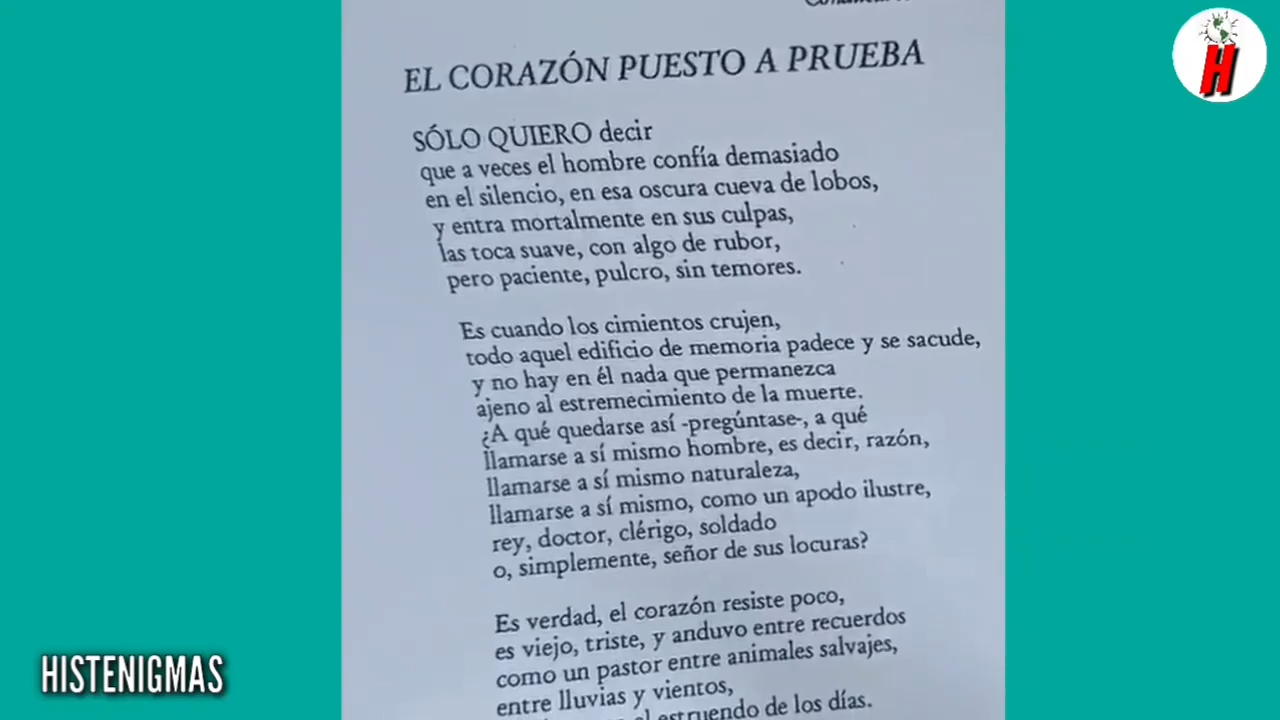 EL CORAZÓN PUESTO A PRUEBA
SÓLO QUIERO decir
que a veces el hombre confía demasiado
en el silencio, en esa oscura cueva de lobos,
y entra mortalmente en sus culpas,
las toca suave, con algo de rubor,
pero paciente, pulcro, sin temores.
Es cuando los cimientos crujen,
todo aquel edificio de memoria padece y se sacude,
y no hay en él nada que permanezca
ajeno al estremecimiento de la muerte.
¿A qué quedarse así -pregúntase-, a qué
llamarse a sí mismo hombre, es decir, razón,
llamarse a sí mismo naturaleza,
llamarse a sí mismo, como un apodo ilustre,
rey, doctor, clérigo, soldado
o, simplemente, señor de sus locuras?
Es verdad, el corazón resiste poco,
es viejo, triste, y anduvo entre recuerdos
como un pastor entre animales salvajes,
entre lluvias y vientos,
el estruendo de los días.
H
HISTENIGMAS